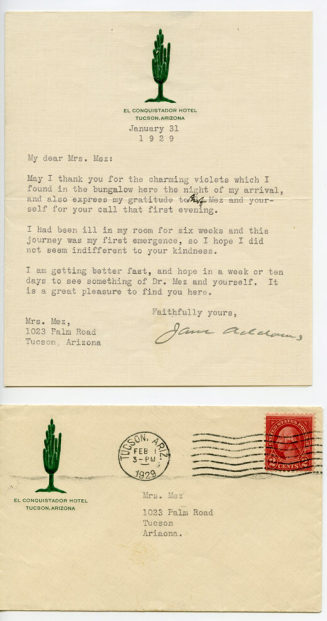 EL CONQUISTADOR HOTEL
TUCSON, ARIZONA
January 31
1 9 2 9
My dear Mrs. Mez:
May I thank you for the charming violets which I
found in the bungalow here the night of my arrival,
and also express my gratitude to Mez and your-
self for your call that first evening.
I had been ill in my room for six weeks and this
journey was my first emergence, so I hope I did
not seem indifferent to your kindness.
I am getting better fast, and hope in a week or ten
days to see something of Dr. Mez and yourself. It
is a great pleasure to find you here.
Faithfully yours,
Jane Addams
Mrs. Mez,
1023 Palm Road
Tucson, Arizona
EL CONQUISTADOR HOTEL
TUCSON, ARIZONA
TUCSON, ARIZ.
FEB 1
3-PM
1929
2 CENTS 2
Mrs. Mez
1023 Palm Road
Tucson
Arizona.